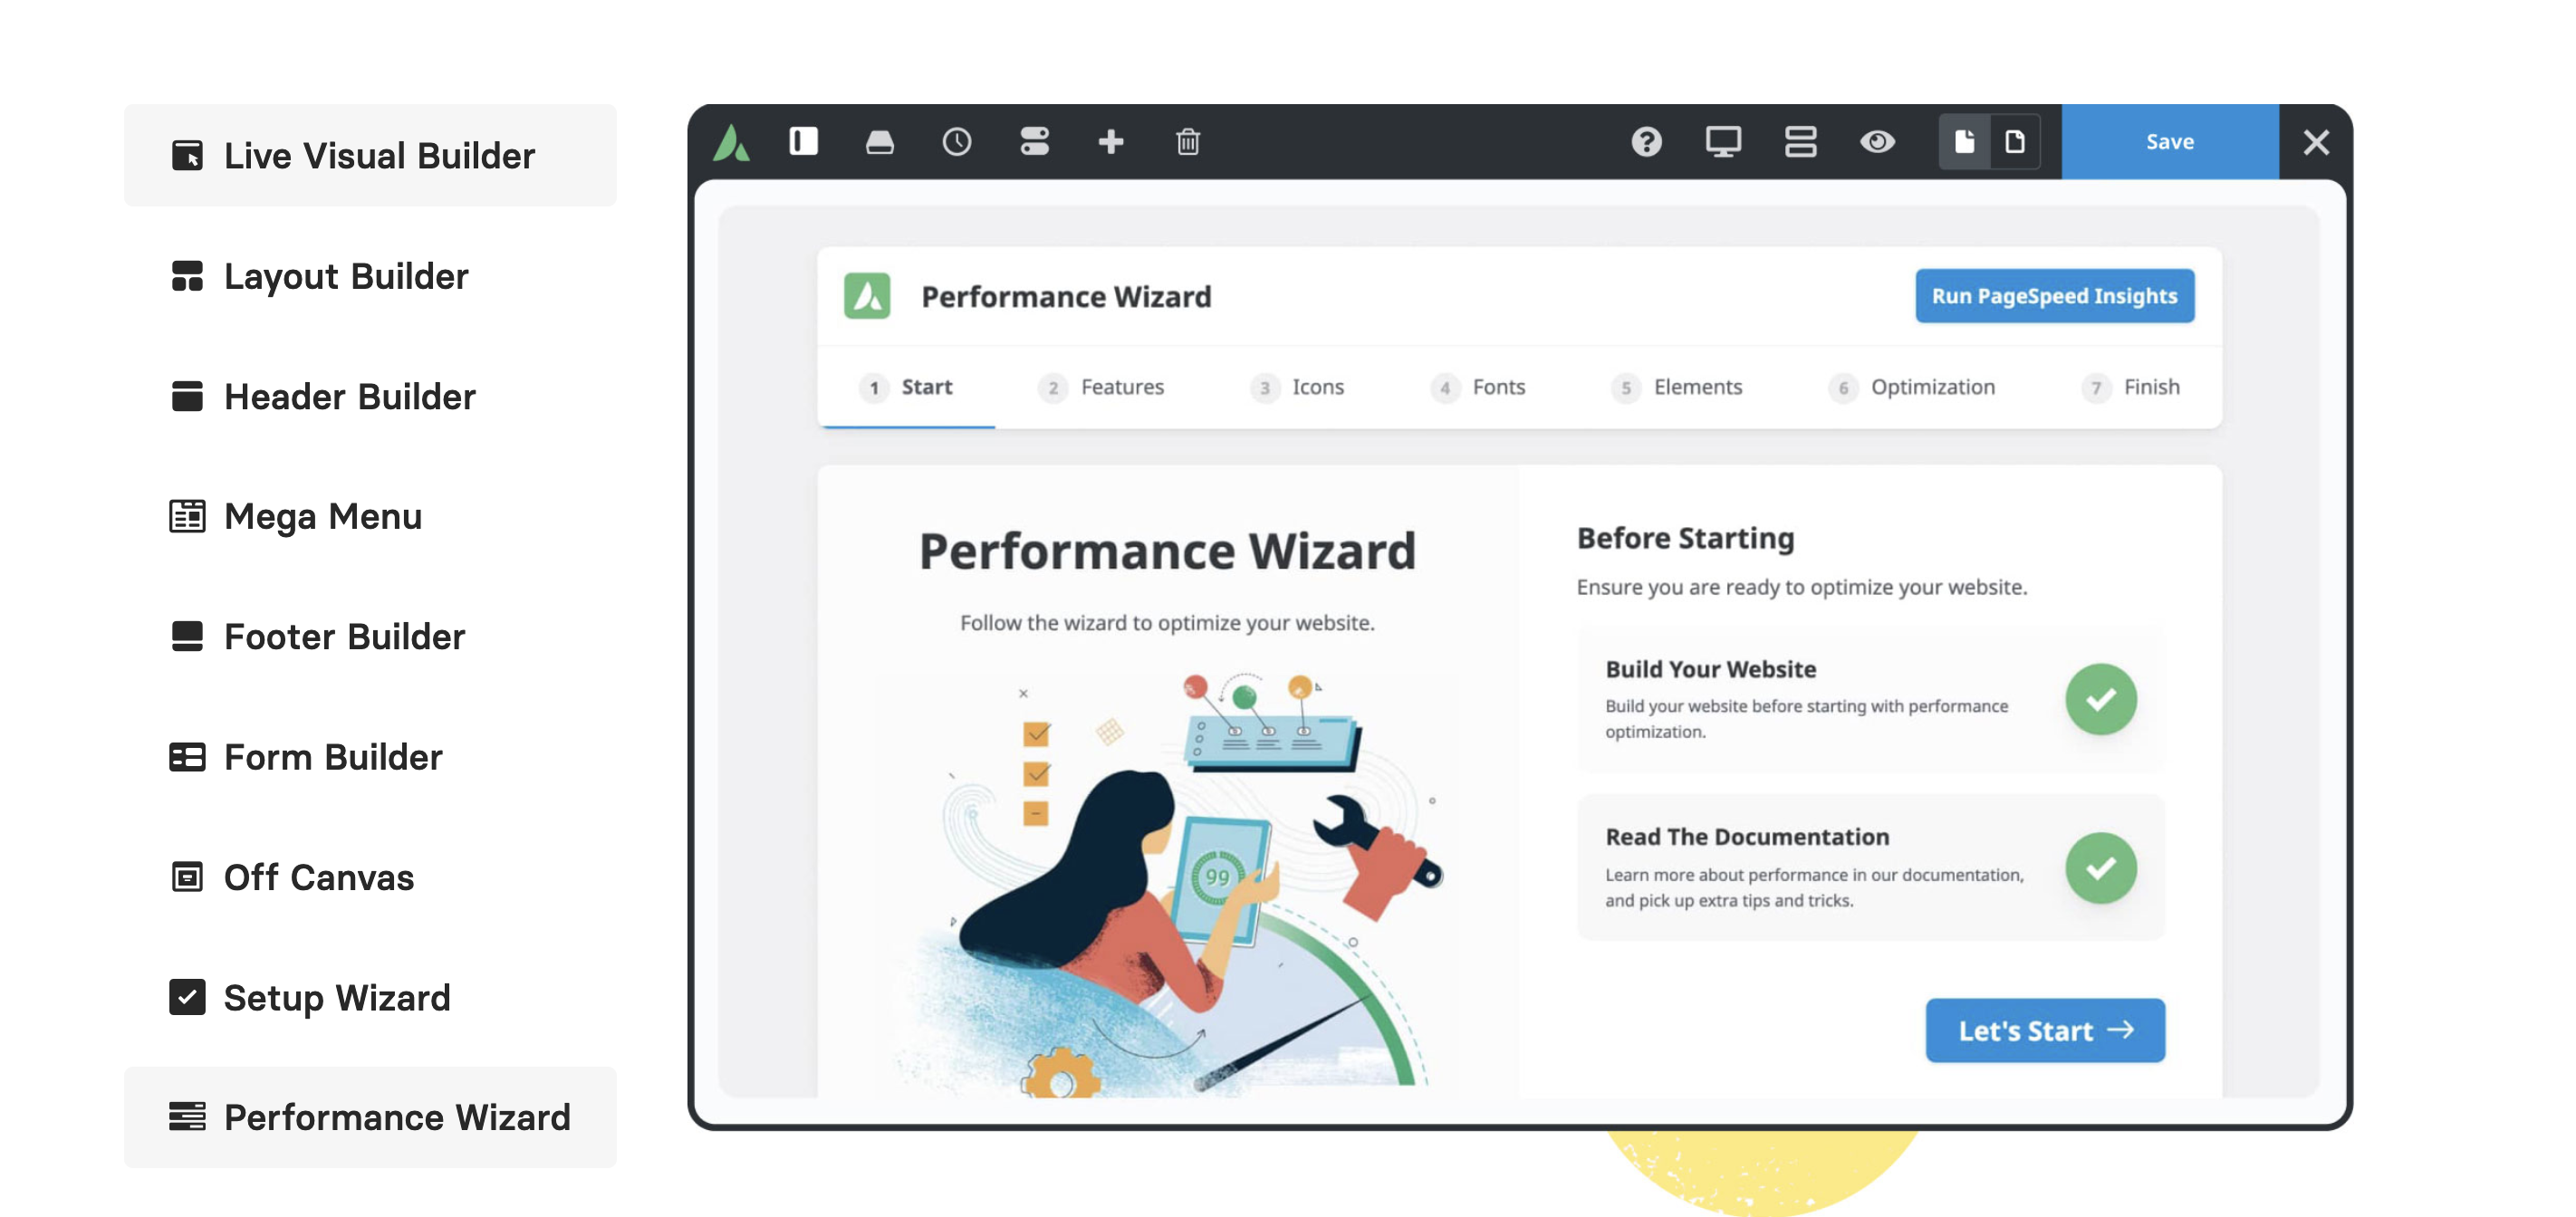 Live Visual Builder
Layout Builder
Header Builder
Mega Menu
Footer Builder
Form Builder
Off Canvas
Setup Wizard
Performance Wizard
Save
Performance Wizard
Run PageSpeed Insights
1 Start
2 Features
3 Icons
4 Fonts
5 Elements
6 Optimization
7 Finish
Performance Wizard
Follow the wizard to optimize your website.
99
Before Starting
Ensure you are ready to optimize your website.
Build Your Website
Build your website before starting with performance
optimization.
Read The Documentation
Learn more about performance in our documentation,
and pick up extra tips and tricks.
Let's Start →